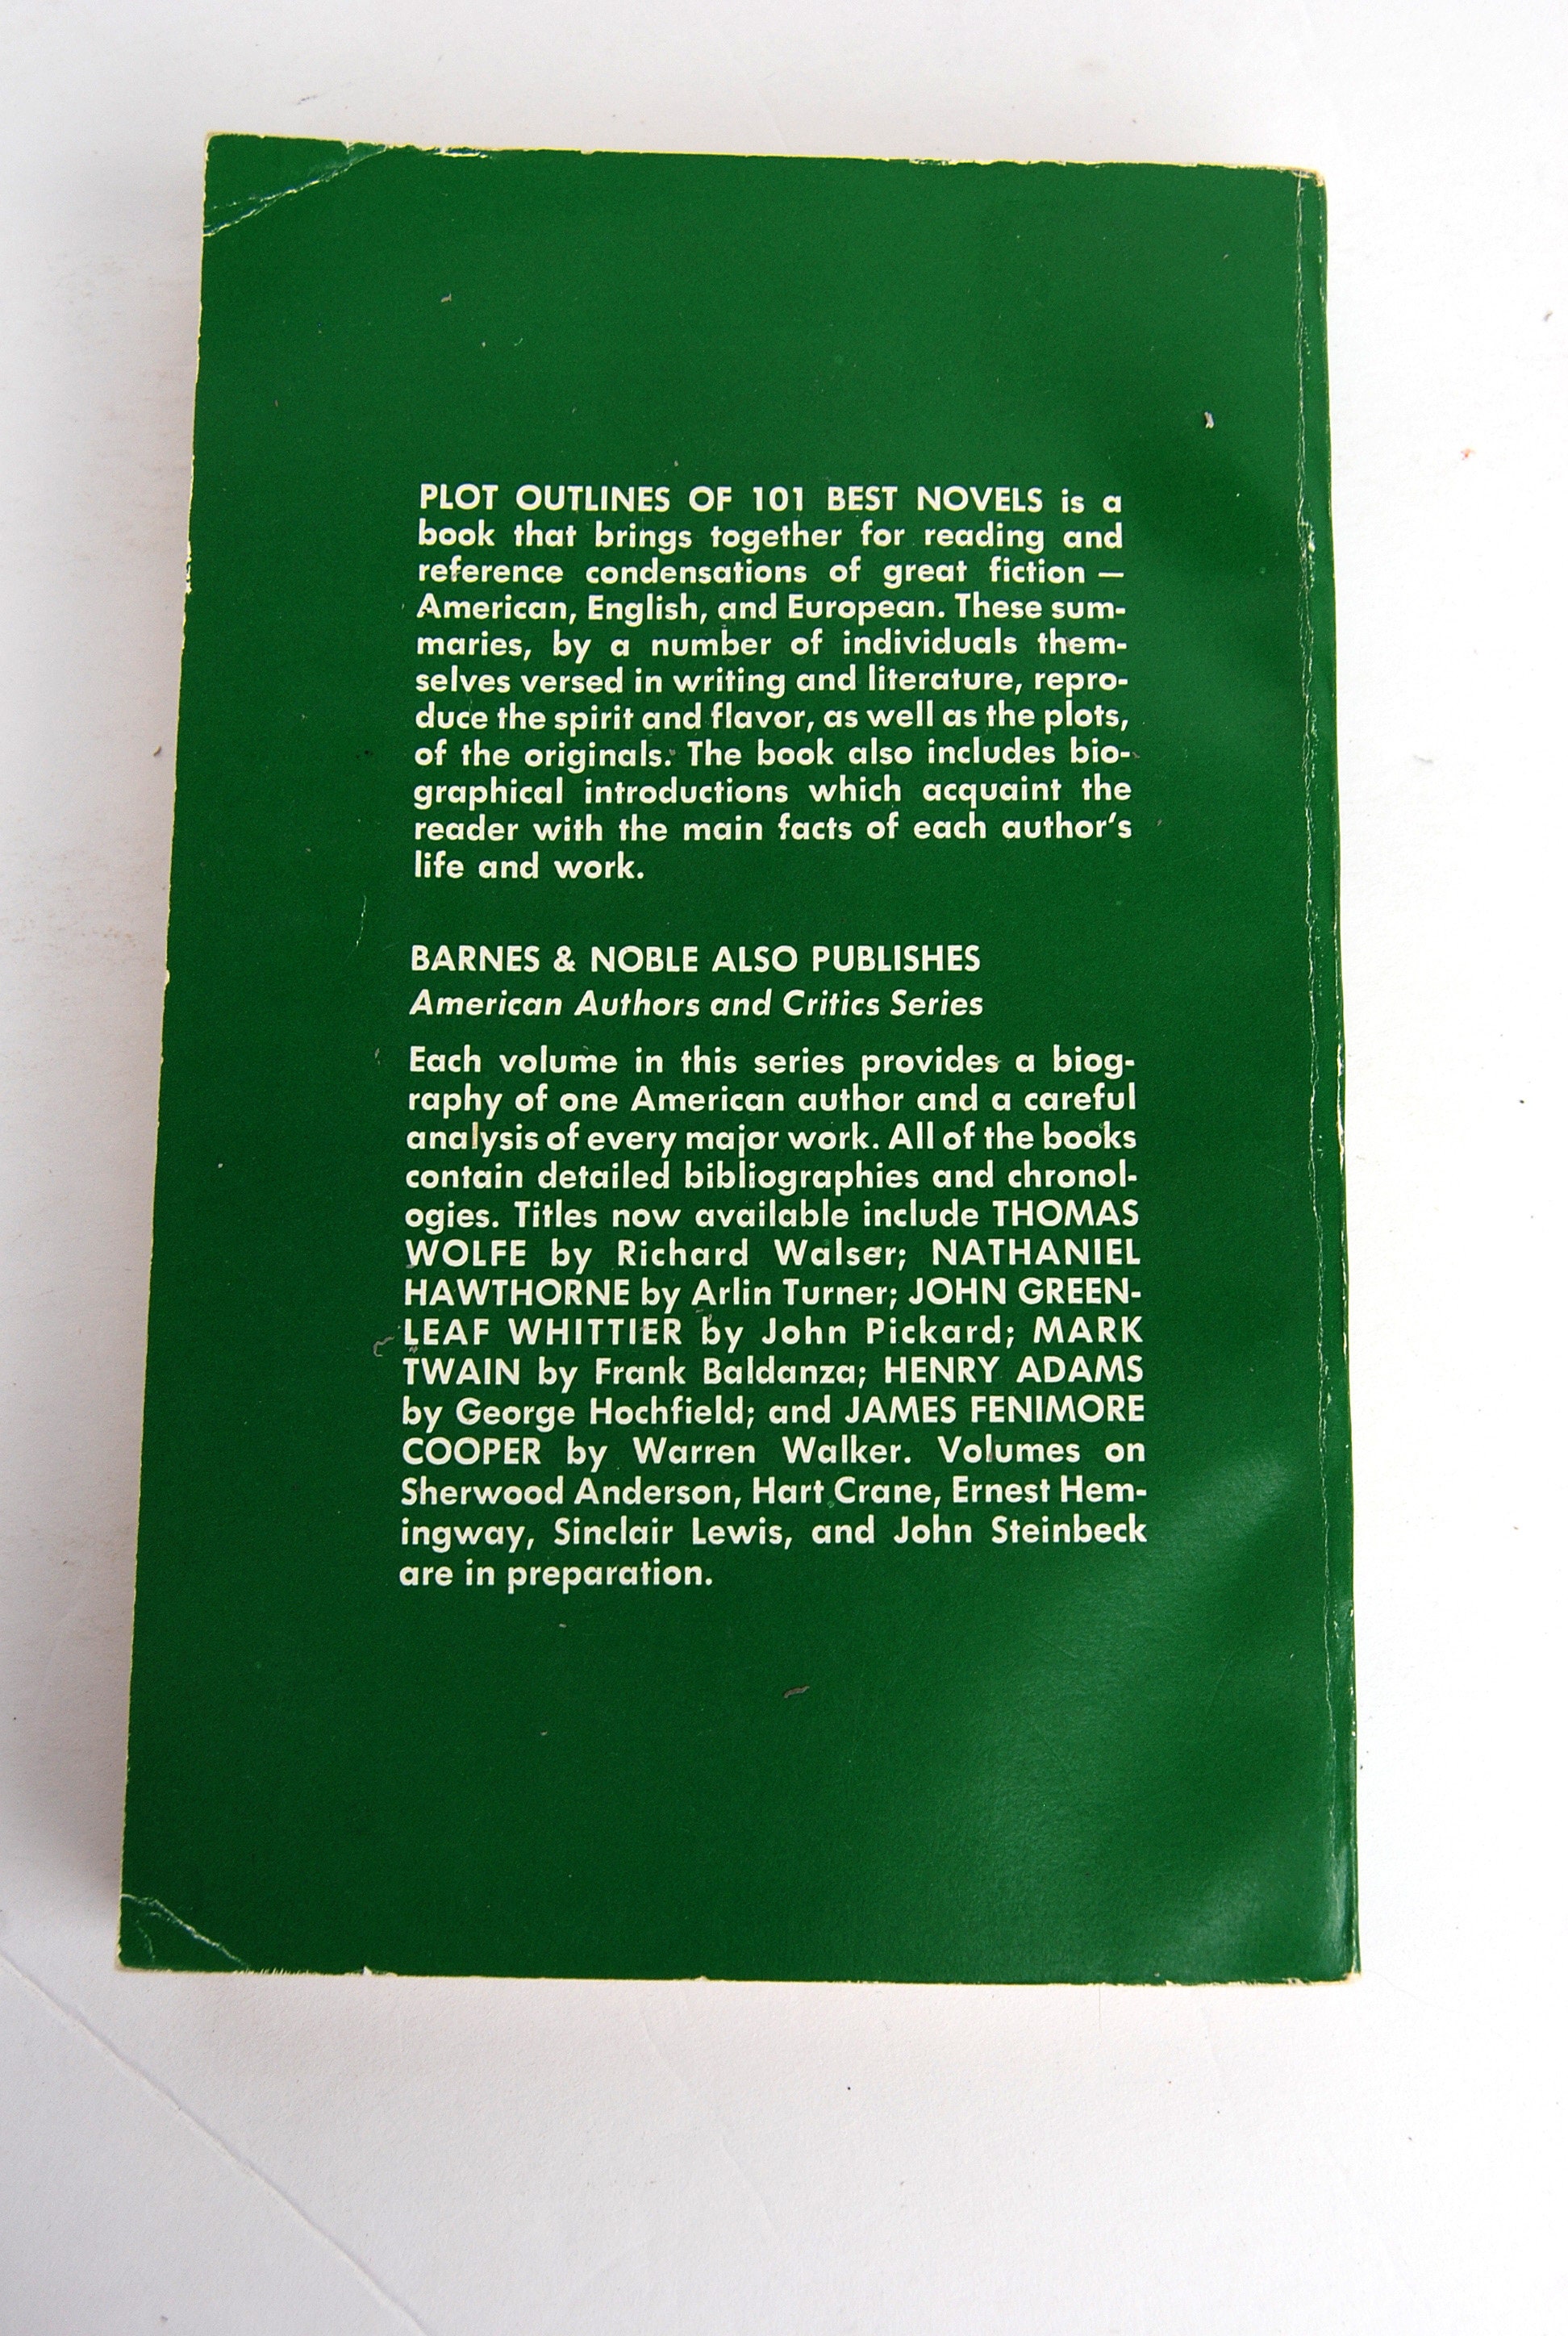 PLOT OUTLINES OF 101 BEST NOVELS is a
book that brings together for reading and
reference condensations of great fiction —
American, English, and European. These sum-
maries, by a number of individuals them-
selves versed in writing and literature, repro-
duce the spirit and flavor, as well as the plots,
of the originals. The book also includes bio-
graphical introductions which acquaint the
reader with the main facts of each author's
life and work.
BARNES & NOBLE ALSO PUBLISHES
American Authors and Critics Series
Each volume in this series provides a biog-
raphy of one American author and a careful
analysis of every major work. All of the books
contain detailed bibliographies and chronol-
ogies. Titles now available include THOMAS
WOLFE by Richard Walser; NATHANIEL
HAWTHORNE by Arlin Turner; JOHN GREEN-
LEAF WHITTIER by John Pickard; MARK
TWAIN by Frank Baldanza; HENRY ADAMS
by George Hochfield; and JAMES FENIMORE
COOPER by Warren Walker. Volumes on
Sherwood Anderson, Hart Crane, Ernest Hem-
ingway, Sinclair Lewis, and John Steinbeck
are in preparation.